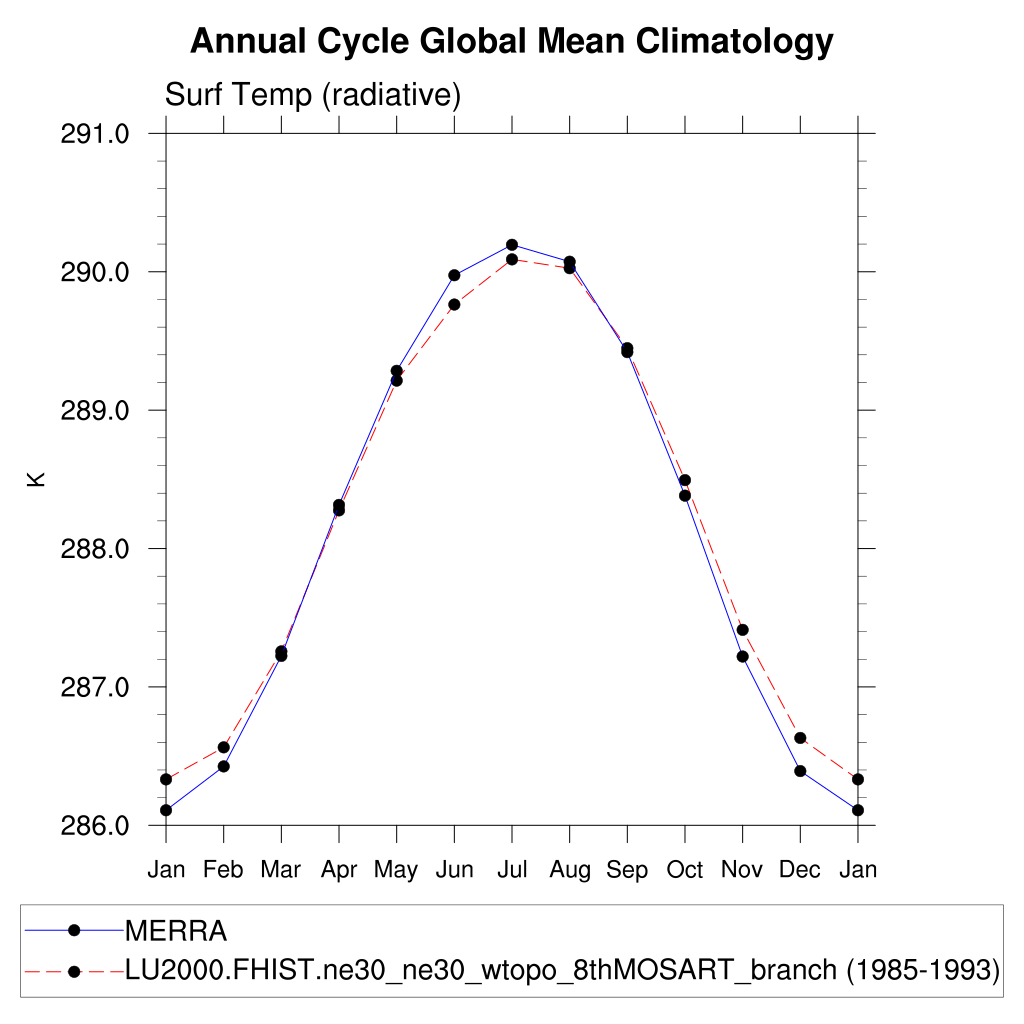 Annual Cycle Global Mean Climatology
Surf Temp (radiative)
291.0
290.0
289.0
288.0
287.0
286.0
K
Jan Feb Mar Apr May Jun Jul Aug Sep Oct Nov Dec Jan
MERRA
LU2000.FHIST.ne30_ne30_wtopo_8thMOSART_branch (1985-1993)